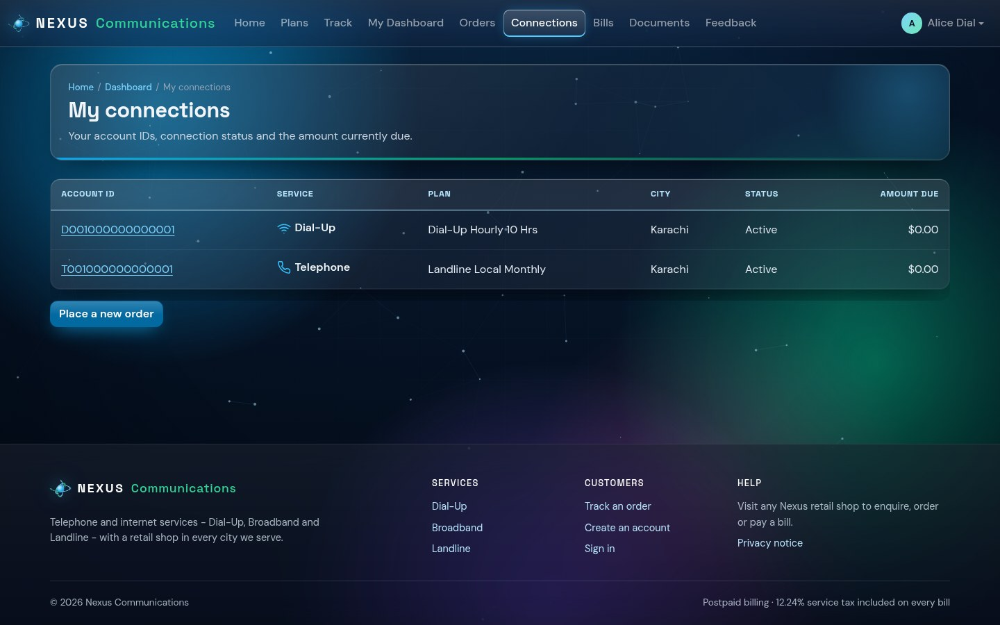 NEXUS Communications Home Plans Track My Dashboard Orders Connections Bills Documents Feedback A Alice Dial
Home / Dashboard / My connections
My connections
Your account IDs, connection status and the amount currently due.
ACCOUNT ID SERVICE PLAN CITY STATUS AMOUNT DUE
D001000000000001 Dial-Up Dial-Up Hourly 10 Hrs Karachi Active $0.00
T001000000000001 Telephone Landline Local Monthly Karachi Active $0.00
Place a new order
NEXUS Communications
Telephone and internet services - Dial-Up, Broadband and
Landline - with a retail shop in every city we serve.
SERVICES
Dial-Up
Broadband
Landline
CUSTOMERS
Track an order
Create an account
Sign in
HELP
Visit any Nexus retail shop to enquire, order
or pay a bill.
Privacy notice
© 2026 Nexus Communications
Postpaid billing · 12.24% service tax included on every bill